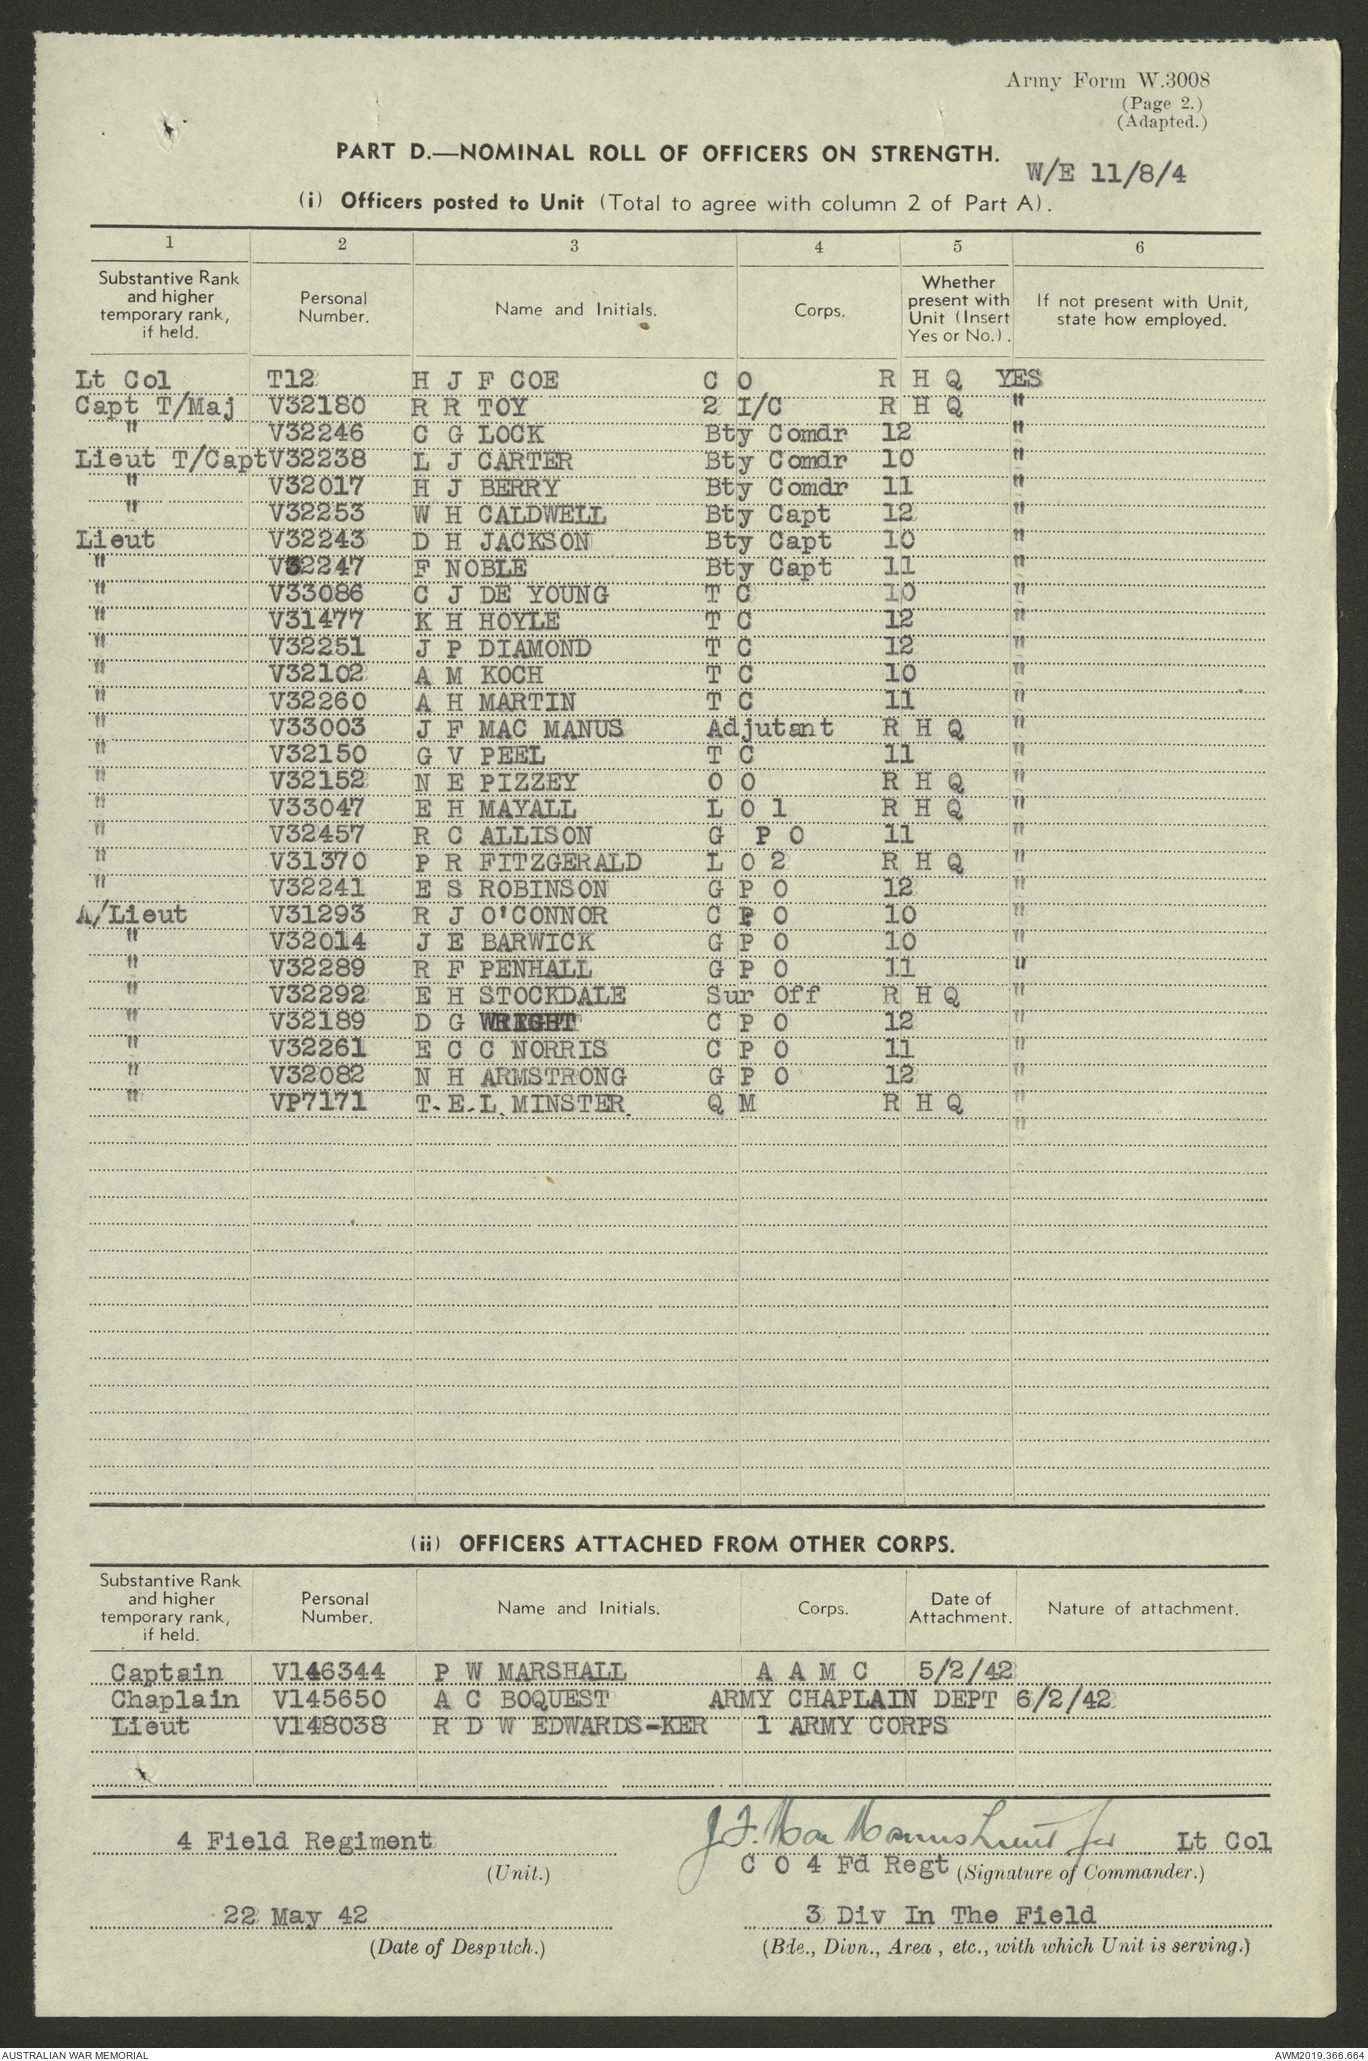 Army Form W.3008
(Page 2.)
(Adapted.)
PART D.—NOMINAL ROLL OF OFFICERS ON STRENGTH.
W/E 11/8/4
(i) Officers posted to Unit (Total to agree with column 2 of Part A).
1 2 3 4 5 6
Substantive Rank and higher temporary rank, if held. Personal Number. Name and Initials. Corps. Whether present with Unit (Insert Yes or No.). If not present with Unit, state how employed.
Lt Col T12 H J F COE C O R H Q YES
Capt T/Maj V32180 R R TOY 2 I/C R H Q "
" V32246 C G LOCK Bty Comdr 12 "
Lieut T/Capt V32238 L J CARTER Bty Comdr 10 "
" V32017 H J BERRY Bty Comdr 11 "
" V32253 W H CALDWELL Bty Capt 12 "
Lieut V32243 D H JACKSON Bty Capt 10 "
" V32247 F NOBLE Bty Capt 11 "
" V33086 C J DE YOUNG T C 10 "
" V31477 K H HOYLE T C 12 "
" V32251 J P DIAMOND T C 12 "
" V32102 A M KOCH T C 10 "
" V32260 A H MARTIN T C 11 "
" V33003 J F MAC MANUS Adjutant R H Q "
" V32150 G V PEEL T C 11 "
" V32152 N E PIZZEY O O R H Q "
" V33047 E H MAYALL L O 1 R H Q "
" V32457 R C ALLISON G P O 11 "
" V31370 P R FITZGERALD L O 2 R H Q "
" V32241 E S ROBINSON G P O 12 "
A/Lieut V31293 R J O'CONNOR C P O 10 "
" V32014 J E BARWICK G P O 10 "
" V32289 R F PENHALL G P O 11 "
" V32292 E H STOCKDALE Sur Off R H Q "
" V32189 D G WRIGHT C P O 12 "
" V32261 E C C NORRIS C P O 11 "
" V32082 N H ARMSTRONG G P O 12 "
" VP7171 T.E.L.MINSTER. Q M R H Q "
"
(ii) OFFICERS ATTACHED FROM OTHER CORPS.
Substantive Rank and higher temporary rank, if held. Personal Number. Name and Initials. Corps. Date of Attachment. Nature of attachment.
Captain V146344 P W MARSHALL A A M C 5/2/42
Chaplain V145650 A C BOQUEST ARMY CHAPLAIN DEPT 6/2/42
Lieut V148038 R D W EDWARDS-KER 1 ARMY CORPS
4 Field Regiment J F. MacManus Lieut for Lt Col
(Unit.) C O 4 Fd Regt (Signature of Commander.)
22 May 42 3 Div In The Field
(Date of Despatch.) (Bde., Divn., Area, etc., with which Unit is serving.)
AUSTRALIAN WAR MEMORIAL AWM2019.366.664